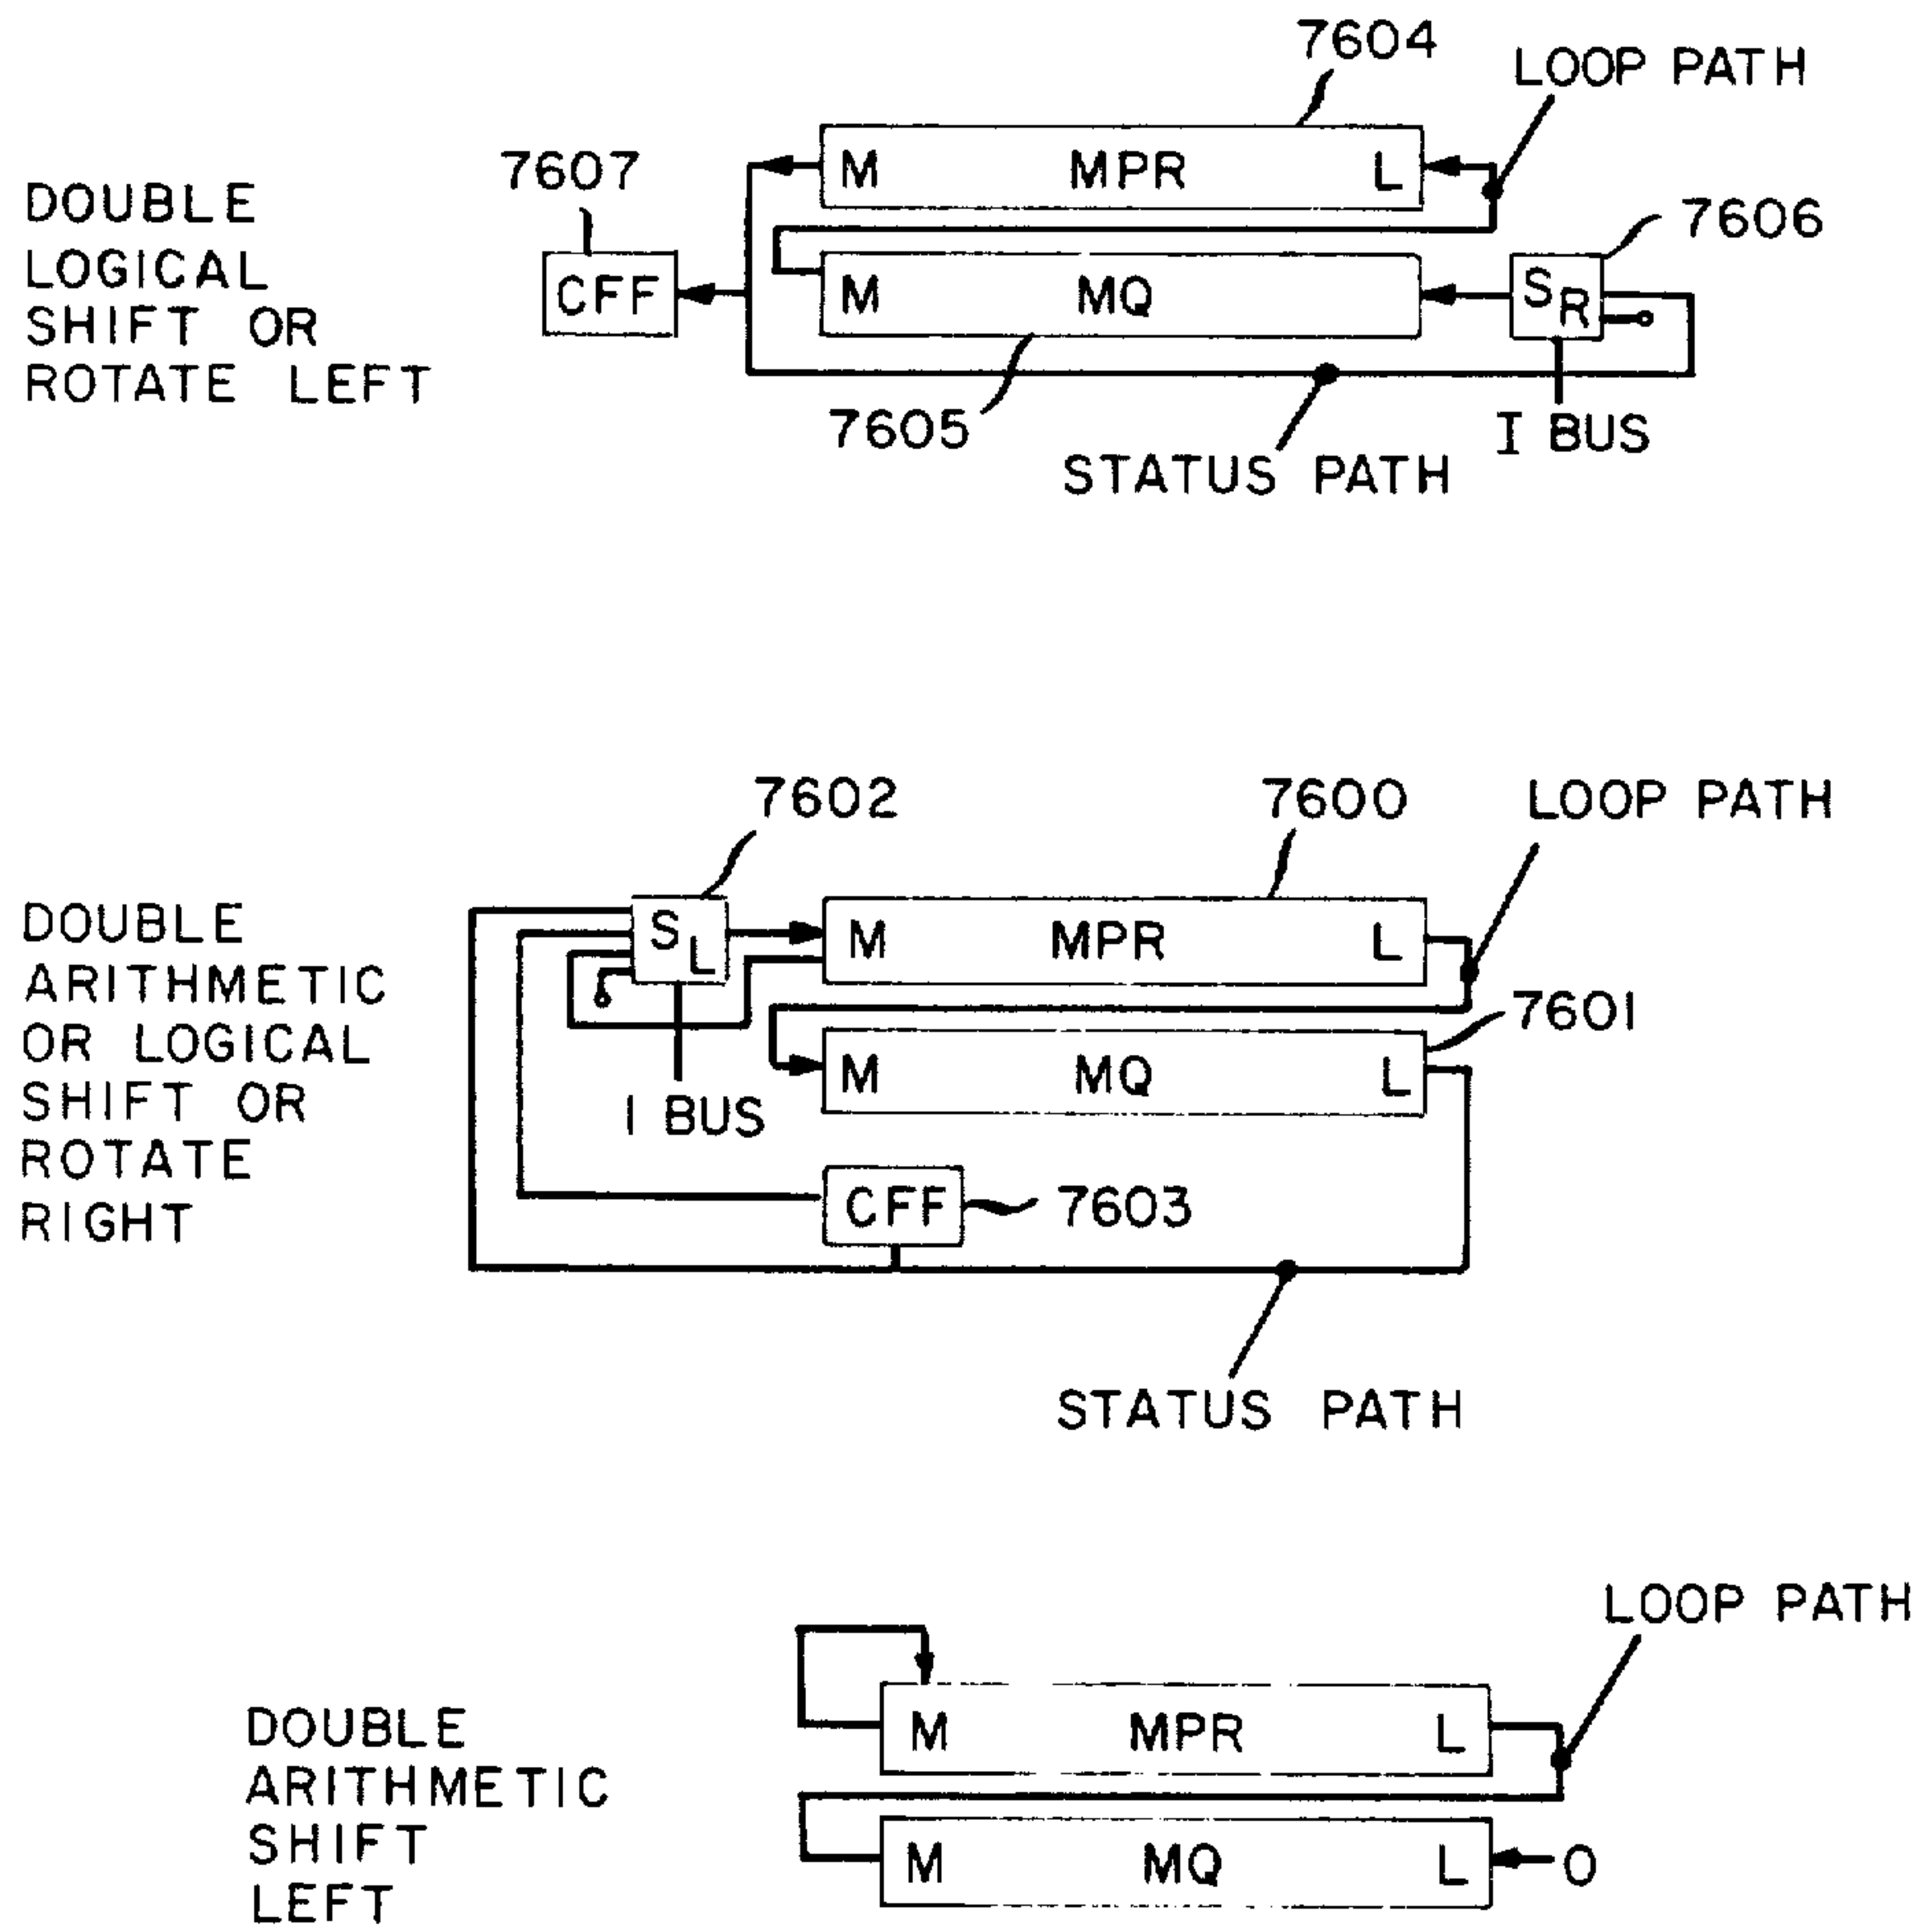 7604
LOOP PATH
7607
M MPR L
DOUBLE
LOGICAL
SHIFT OR
ROTATE LEFT
7606
CFF
M MQ
SR
7605
I BUS
STATUS PATH
7602
7600
LOOP PATH
DOUBLE
ARITHMETIC
OR LOGICAL
SHIFT OR
ROTATE
RIGHT
SL
M MPR L
7601
M MQ L
I BUS
CFF
7603
STATUS PATH
LOOP PATH
DOUBLE
ARITHMETIC
SHIFT
LEFT
M MPR L
M MQ L
0